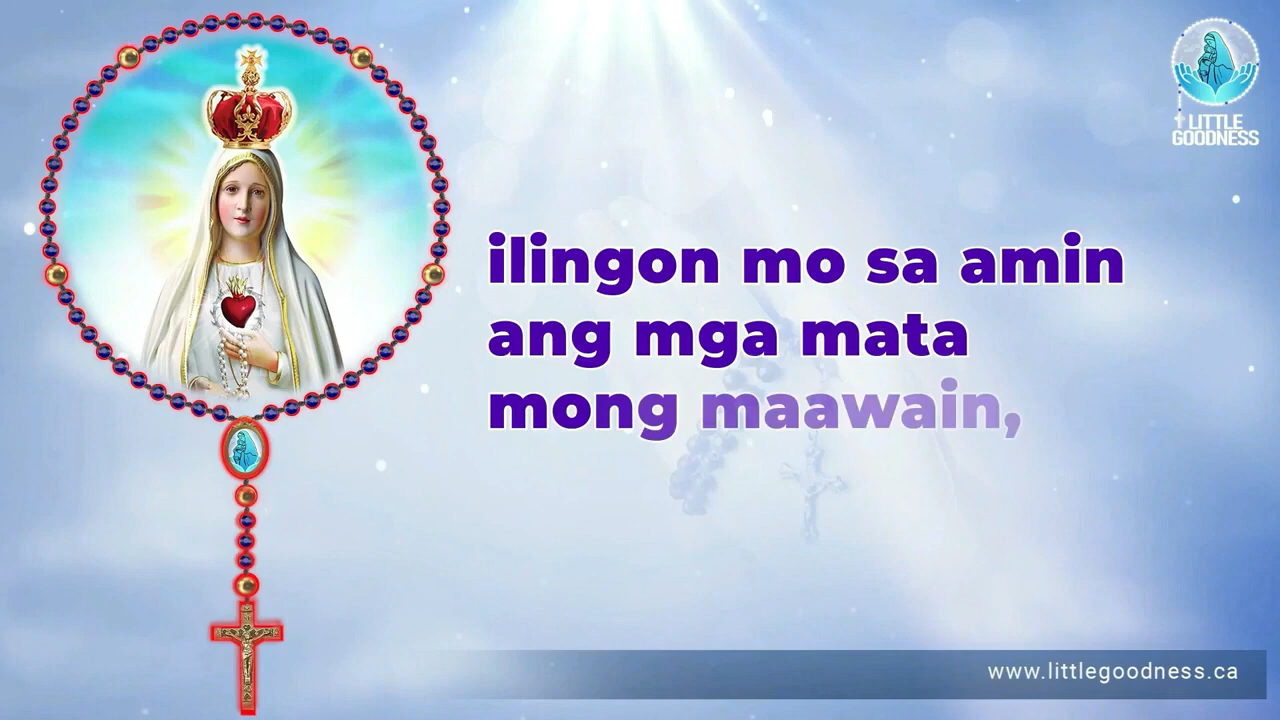 LITTLE
GOODNESS
ilingon mo sa amin
ang mga mata
mong maawain,
www.littlegoodness.ca